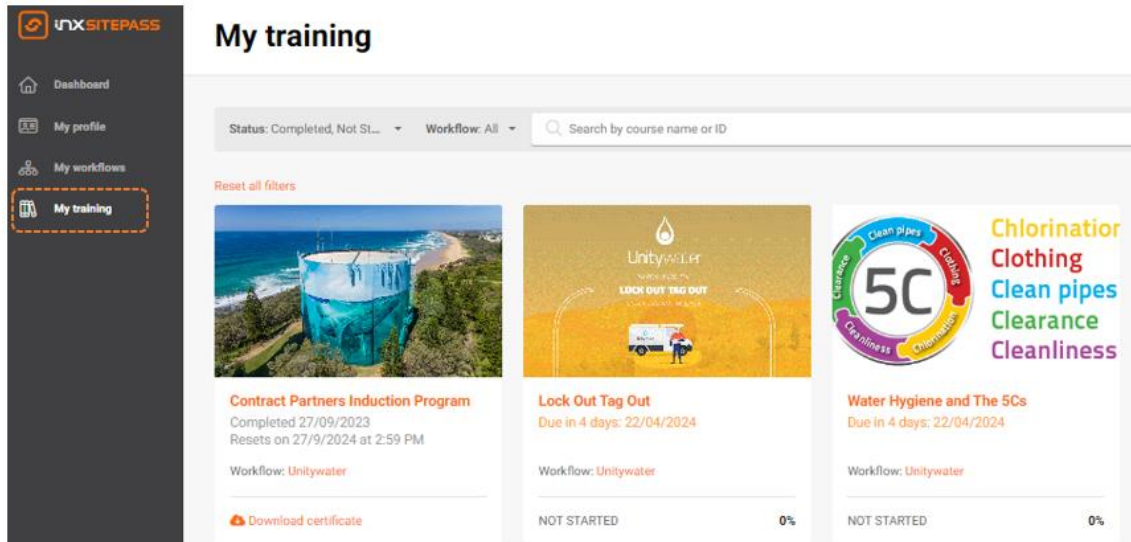 inxSITEPASS
Dashboard
My profile
My workflows
My training
My training
Status: Completed, Not St...
Workflow: All
Search by course name or ID
Reset all filters
Contract Partners Induction Program
Completed 27/09/2023
Resets on 27/9/2024 at 2:59 PM
Workflow: Unitywater
Download certificate
Unitywater
LOCK OUT TAG OUT
Lock Out Tag Out
Due in 4 days: 22/04/2024
Workflow: Unitywater
NOT STARTED 0%
Clean pipes
Clothing
Chlorination
Cleanliness
Clearance
5C
Chlorination
Clothing
Clean pipes
Clearance
Cleanliness
Water Hygiene and The 5Cs
Due in 4 days: 22/04/2024
Workflow: Unitywater
NOT STARTED 0%